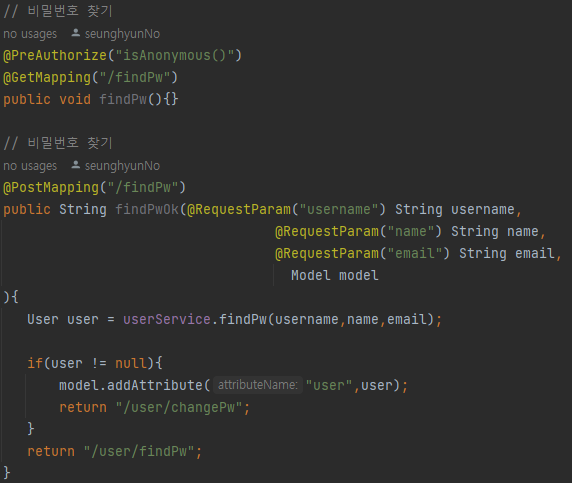 // 비밀번호 찾기
no usages seunghyunNo
@PreAuthorize("isAnonymous()")
@GetMapping("/findPw")
public void findPw(){}
// 비밀번호 찾기
no usages seunghyunNo
@PostMapping("/findPw")
public String findPwOk(@RequestParam("username") String username,
@RequestParam("name") String name,
@RequestParam("email") String email,
Model model
){
User user = userService.findPw(username,name,email);
if(user != null){
model.addAttribute( attributeName: "user",user);
return "/user/changePw";
}
return "/user/findPw";
}